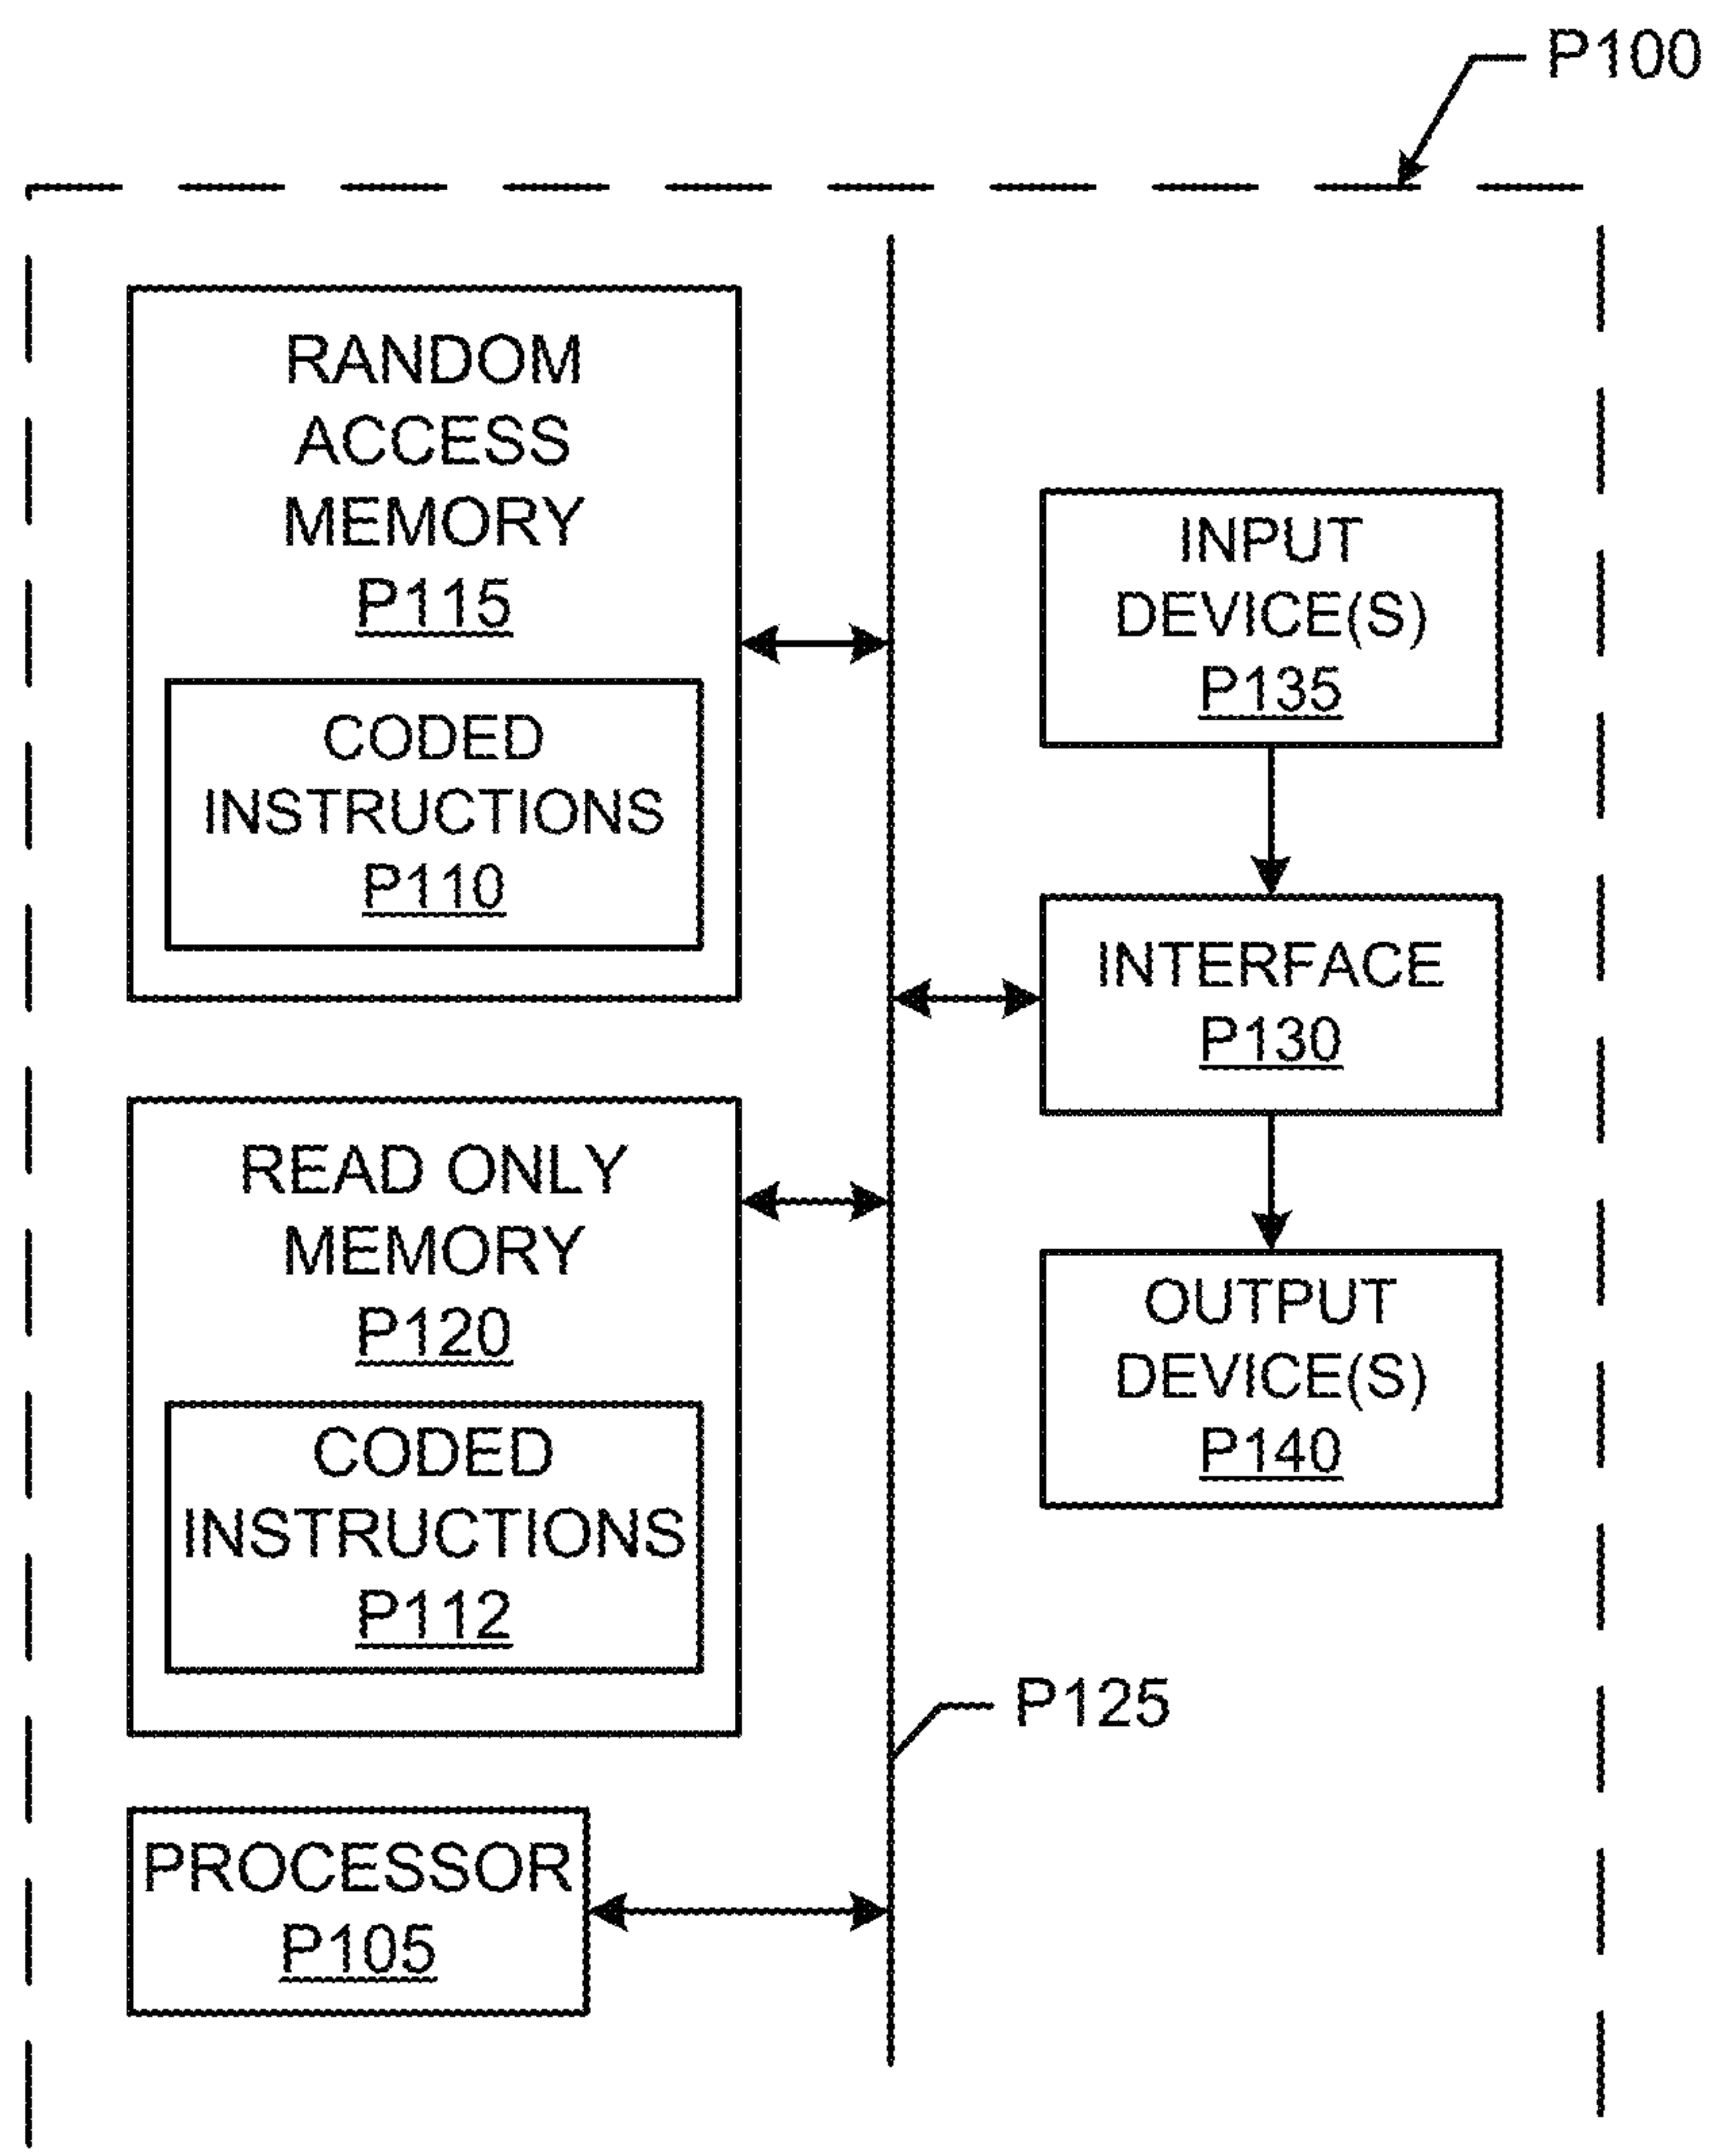 P100
RANDOM
ACCESS
MEMORY
P115
CODED
INSTRUCTIONS
P110
READ ONLY
MEMORY
P120
CODED
INSTRUCTIONS
P112
PROCESSOR
P105
INPUT
DEVICE(S)
P135
INTERFACE
P130
OUTPUT
DEVICE(S)
P140
P125